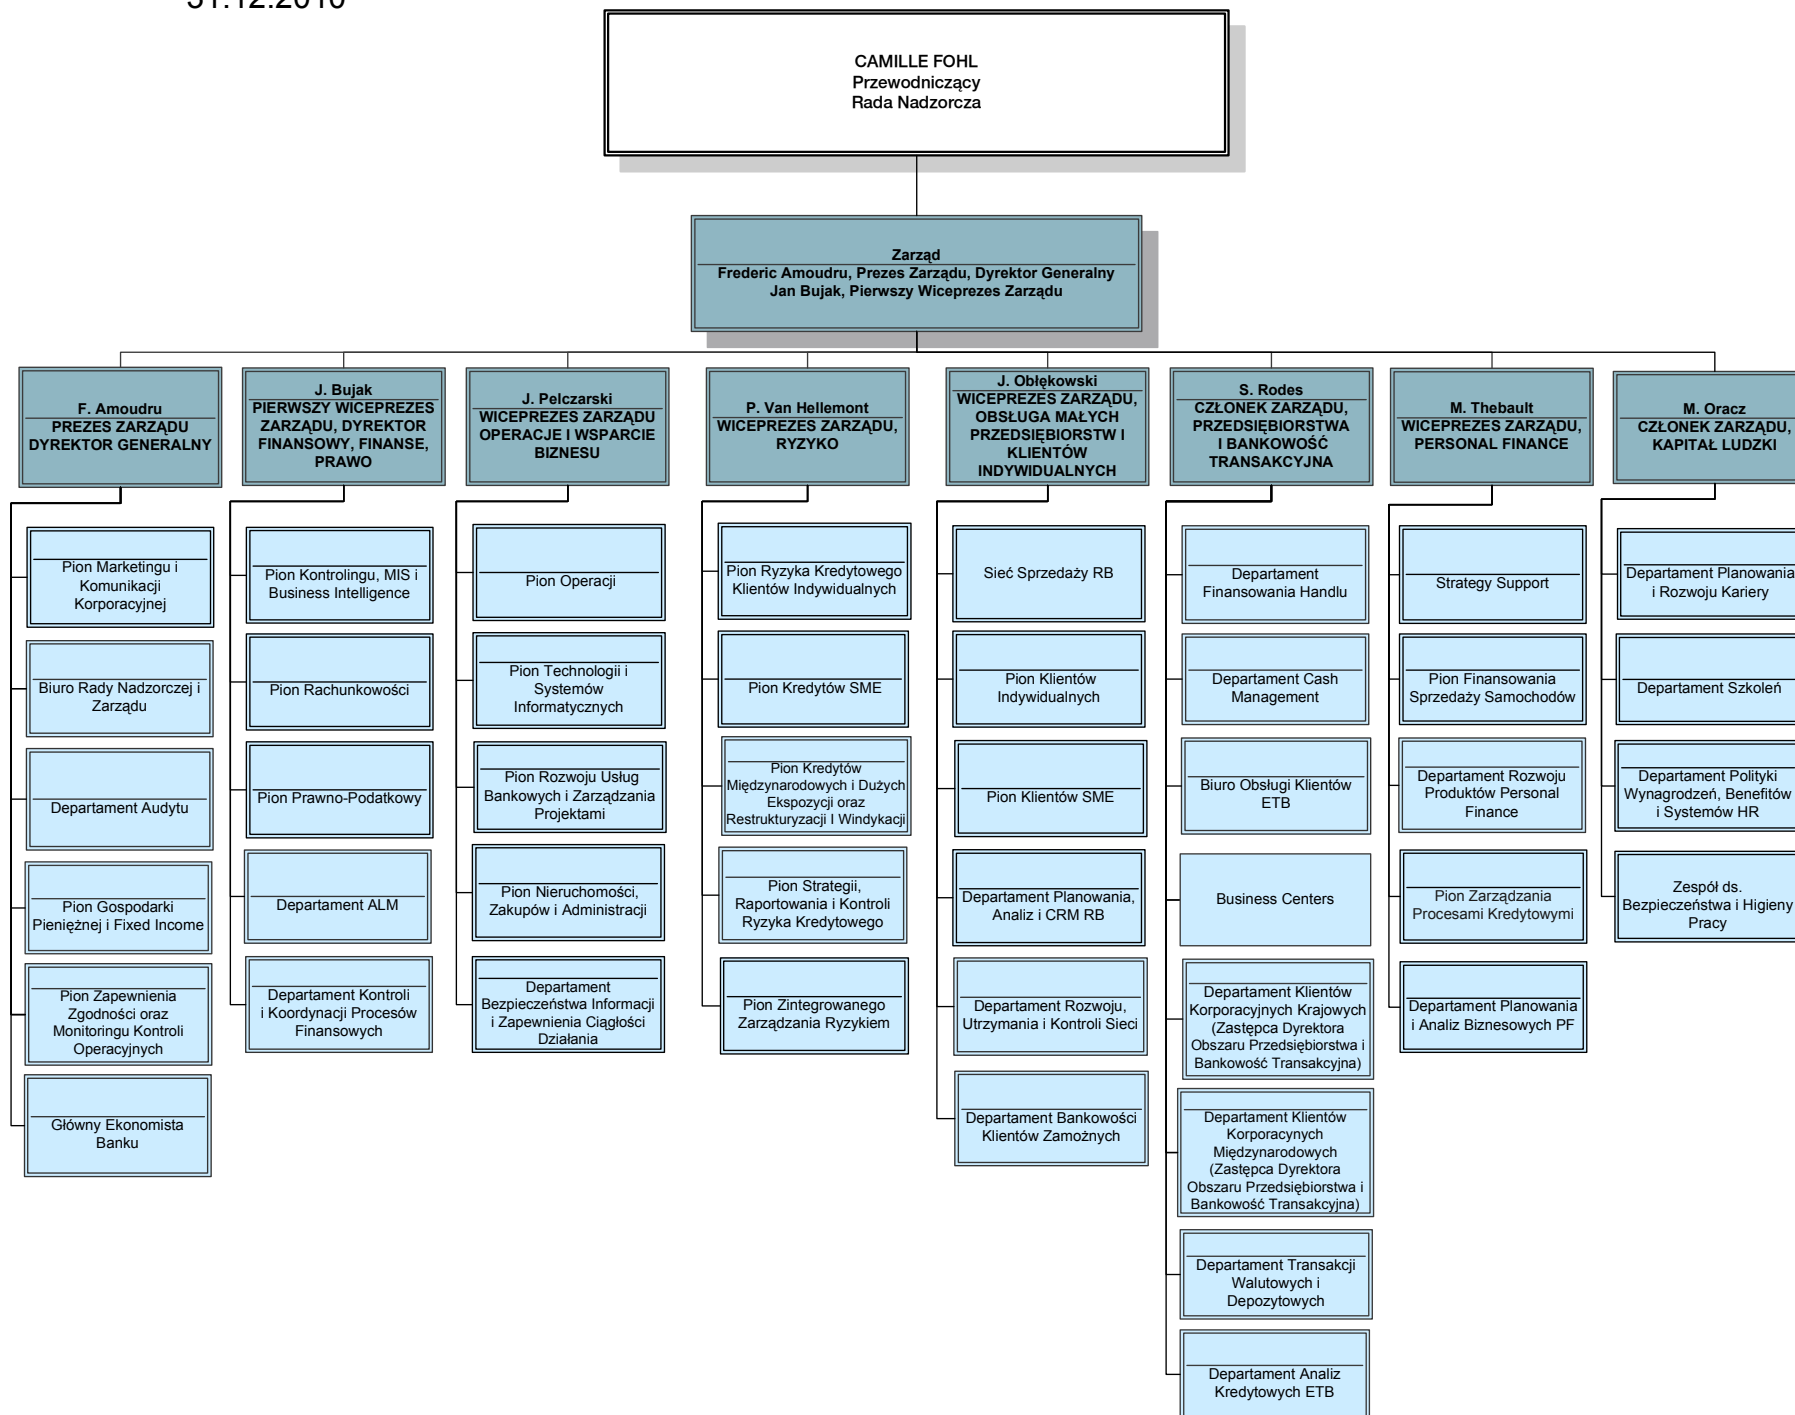 31.12.2010
CAMILLE FOHL
Przewodniczący
Rada Nadzorcza
Zarząd
Frederic Amoudru, Prezes Zarządu, Dyrektor Generalny
Jan Bujak, Pierwszy Wiceprezes Zarządu
F. Amoudru
PREZES ZARZĄDU
DYREKTOR GENERALNY
J. Bujak
PIERWSZY WICEPREZES
ZARZĄDU, DYREKTOR
FINANSOWY, FINANSE,
PRAWO
J. Pelczarski
WICEPREZES ZARZĄDU
OPERACJE I WSPARCIE
BIZNESU
P. Van Hellemont
WICEPREZES ZARZĄDU,
RYZYKO
J. Obłękowski
WICEPREZES ZARZĄDU,
OBSŁUGA MAŁYCH
PRZEDSIĘBIORSTW I
KLIENTÓW
INDYWIDUALNYCH
S. Rodes
CZŁONEK ZARZĄDU,
PRZEDSIĘBIORSTWA
I BANKOWOŚĆ
TRANSAKCYJNA
M. Thebault
WICEPREZES ZARZĄDU,
PERSONAL FINANCE
M. Oracz
CZŁONEK ZARZĄDU,
KAPITAŁ LUDZKI
Pion Marketingu i
Komunikacji
Korporacyjnej
Biuro Rady Nadzorczej i
Zarządu
Departament Audytu
Pion Gospodarki
Pieniężnej i Fixed Income
Pion Zapewnienia
Zgodności oraz
Monitoringu Kontroli
Operacyjnych
Główny Ekonomista
Banku
Pion Kontrolingu, MIS i
Business Intelligence
Pion Rachunkowości
Pion Prawno-Podatkowy
Departament ALM
Departament Kontroli
i Koordynacji Procesów
Finansowych
Pion Operacji
Pion Technologii i
Systemów
Informatycznych
Pion Rozwoju Usług
Bankowych i Zarządzania
Projektami
Pion Nieruchomości,
Zakupów i Administracji
Departament
Bezpieczeństwa Informacji
i Zapewnienia Ciągłości
Działania
Pion Ryzyka Kredytowego
Klientów Indywidualnych
Pion Kredytów SME
Pion Kredytów
Międzynarodowych i Dużych
Ekspozycji oraz
Restrukturyzacji I Windykacji
Pion Strategii,
Raportowania i Kontroli
Ryzyka Kredytowego
Pion Zintegrowanego
Zarządzania Ryzykiem
Sieć Sprzedaży RB
Pion Klientów
Indywidualnych
Pion Klientów SME
Departament Planowania,
Analiz i CRM RB
Departament Rozwoju,
Utrzymania i Kontroli Sieci
Departament Bankowości
Klientów Zamożnych
Departament
Finansowania Handlu
Departament Cash
Management
Biuro Obsługi Klientów
ETB
Business Centers
Departament Klientów
Korporacyjnych Krajowych
(Zastępca Dyrektora
Obszaru Przedsiębiorstwa i
Bankowość Transakcyjna)
Departament Klientów
Korporacynych
Międzynarodowych
(Zastępca Dyrektora
Obszaru Przedsiębiorstwa i
Bankowość Transakcyjna)
Departament Transakcji
Walutowych i
Depozytowych
Departament Analiz
Kredytowych ETB
Strategy Support
Pion Finansowania
Sprzedaży Samochodów
Departament Rozwoju
Produktów Personal
Finance
Pion Zarządzania
Procesami Kredytowymi
Departament Planowania
i Analiz Biznesowych PF
Departament Planowania
i Rozwoju Kariery
Departament Szkoleń
Departament Polityki
Wynagrodzeń, Benefitów
i Systemów HR
Zespół ds.
Bezpieczeństwa i Higieny
Pracy